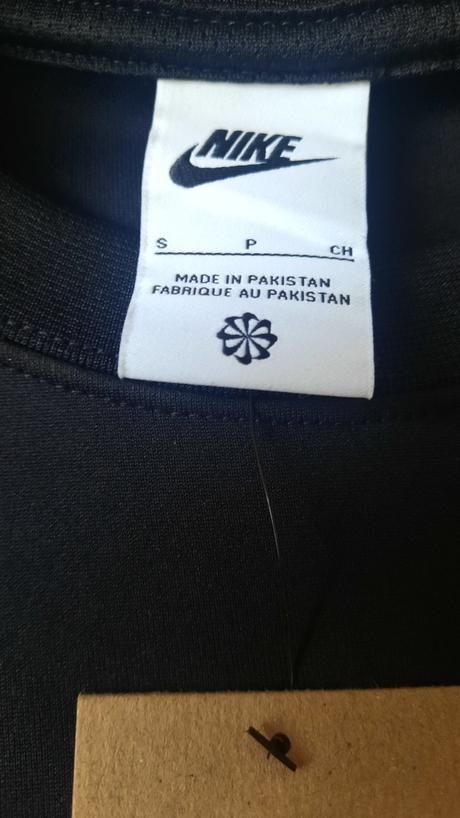 NIKE
S P CH
MADE IN PAKISTAN
FABRIQUE AU PAKISTAN